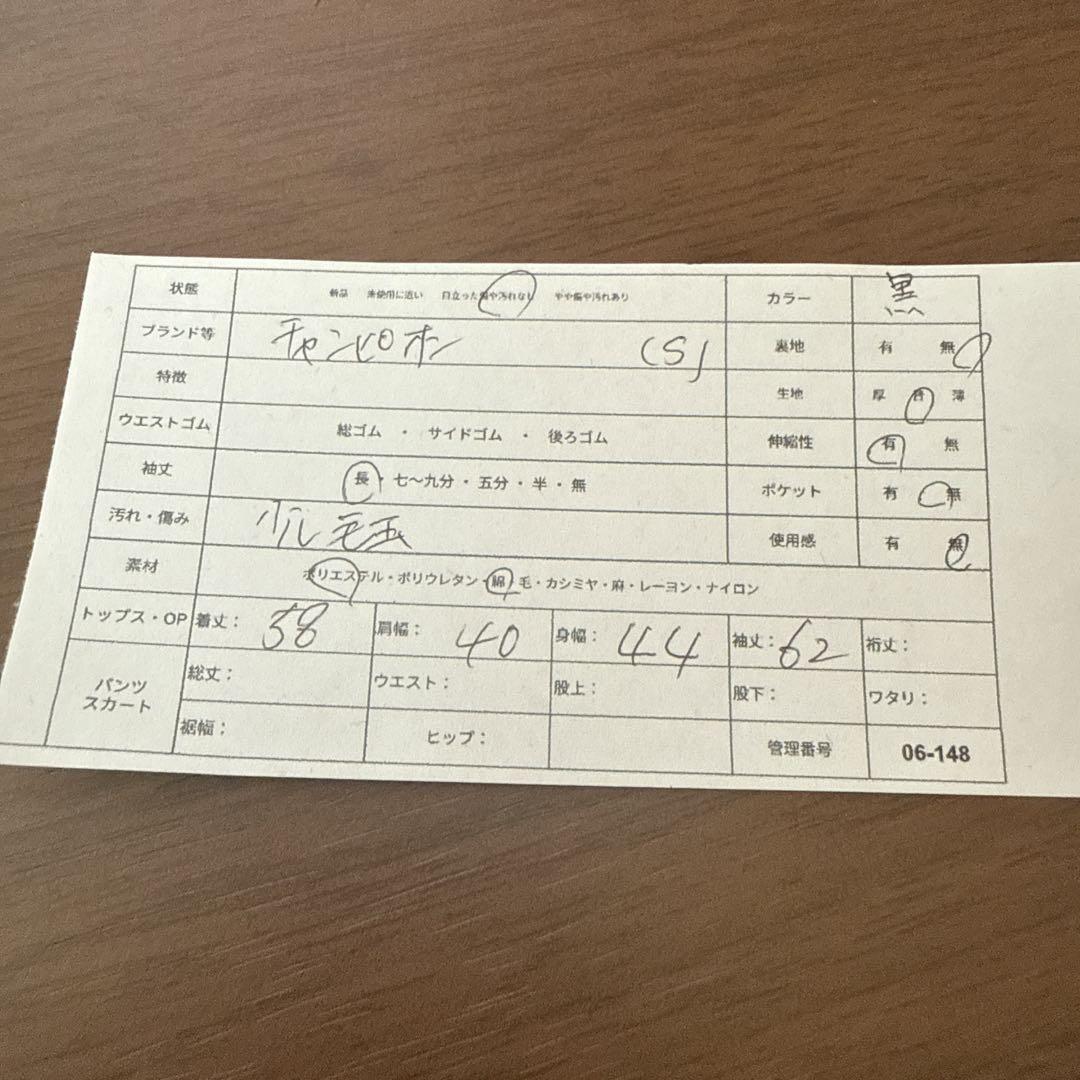 状態 新品 未使用に近い 目立った傷や汚れなし やや傷や汚れあり カラー 黒
ブランド等 チャンピオン (S) 裏地 有 無
特徴 生地 厚 合 薄
ウエストゴム 総ゴム ・ サイドゴム ・ 後ろゴム 伸縮性 有 無
袖丈 長・七〜九分・五分・半・無 ポケット 有 無
汚れ・傷み 毛玉 使用感 有 無
素材 ポリエステル・ポリウレタン・綿・毛・カシミヤ・麻・レーヨン・ナイロン
トップス・OP 着丈: 58 肩幅: 40 身幅: 44 袖丈: 62 裄丈:
パンツ スカート 総丈: ウエスト: 股上: 股下: ワタリ:
裾幅: ヒップ: 管理番号 06-148